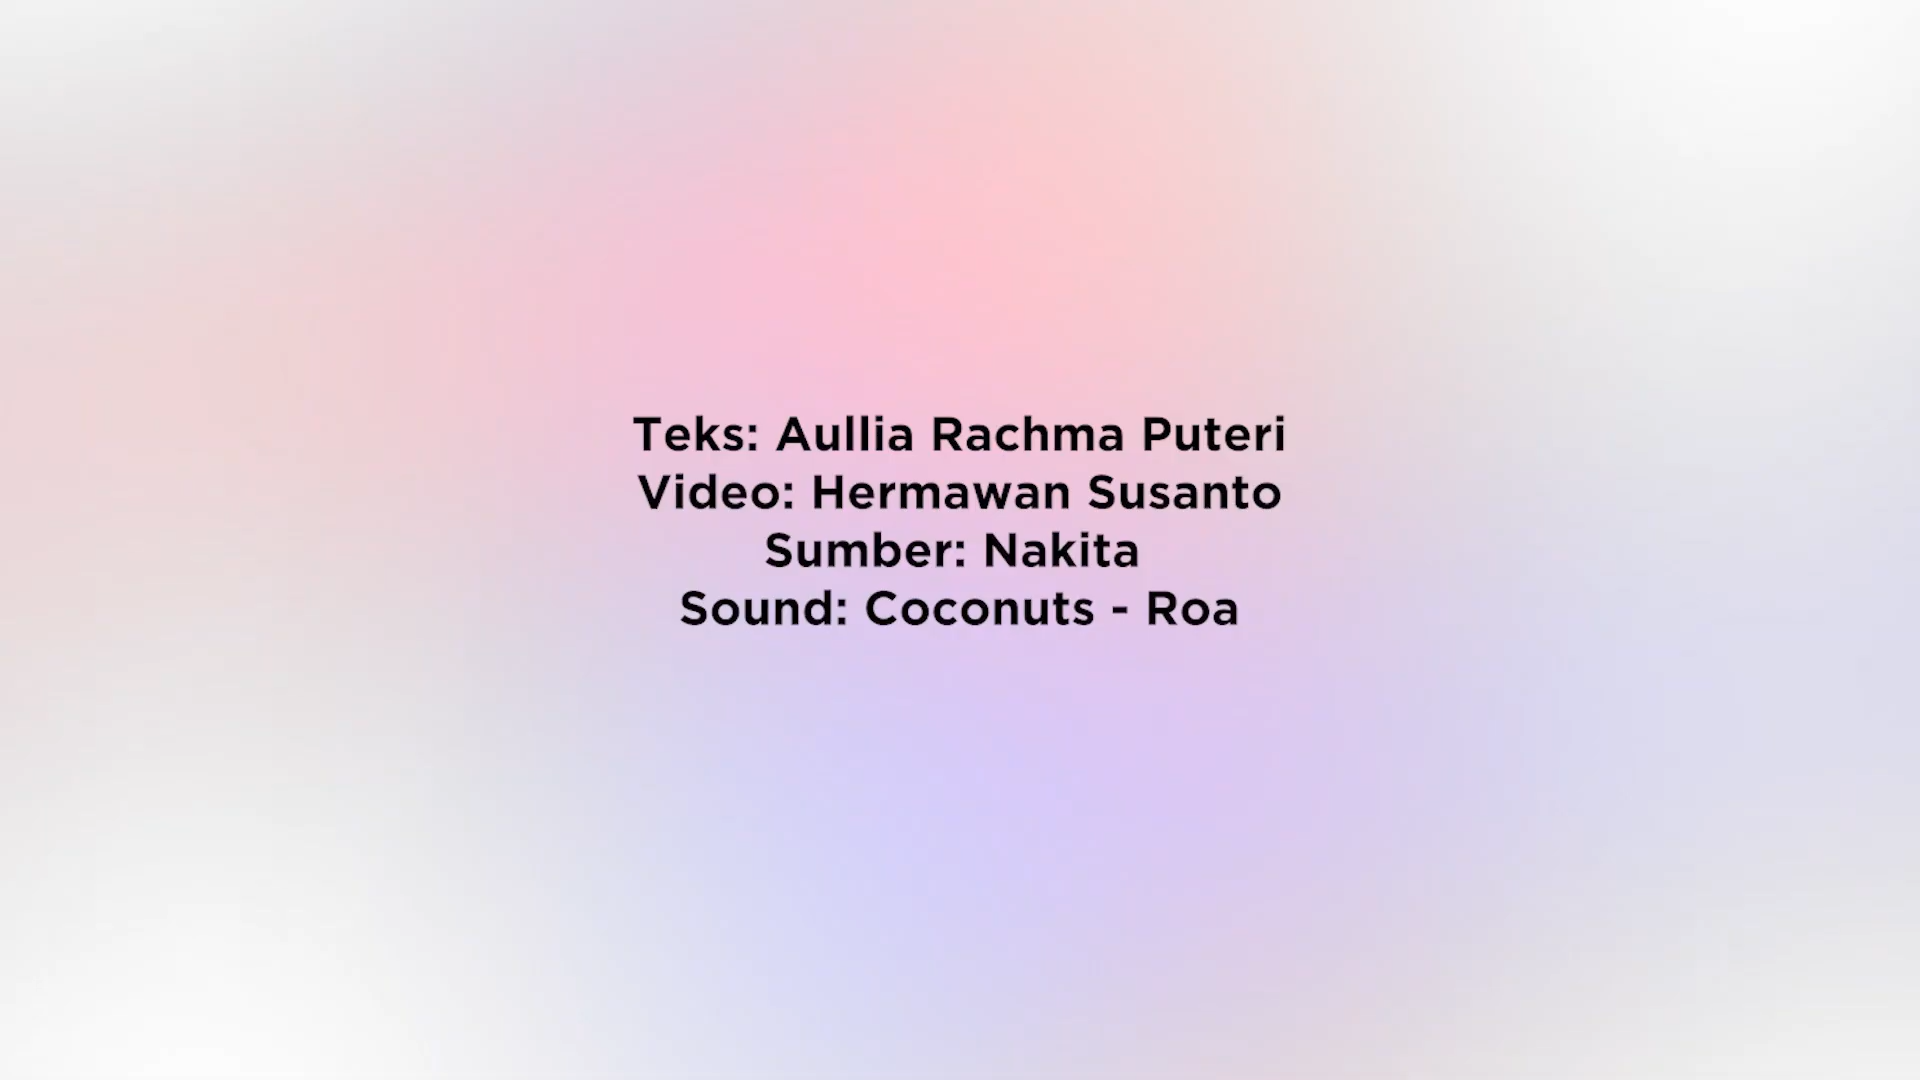 Teks: Aullia Rachma Puteri
Video: Hermawan Susanto
Sumber: Nakita
Sound: Coconuts - Roa